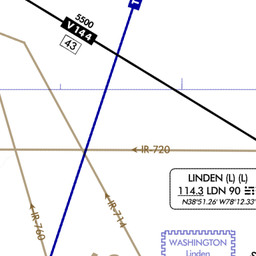 5500
V144
43
IR-720
LINDEN (L) (L)
114.3 LDN 90
N38°51.26' W78°12.33'
IR-760
IR-714
WASHINGTON
Linden